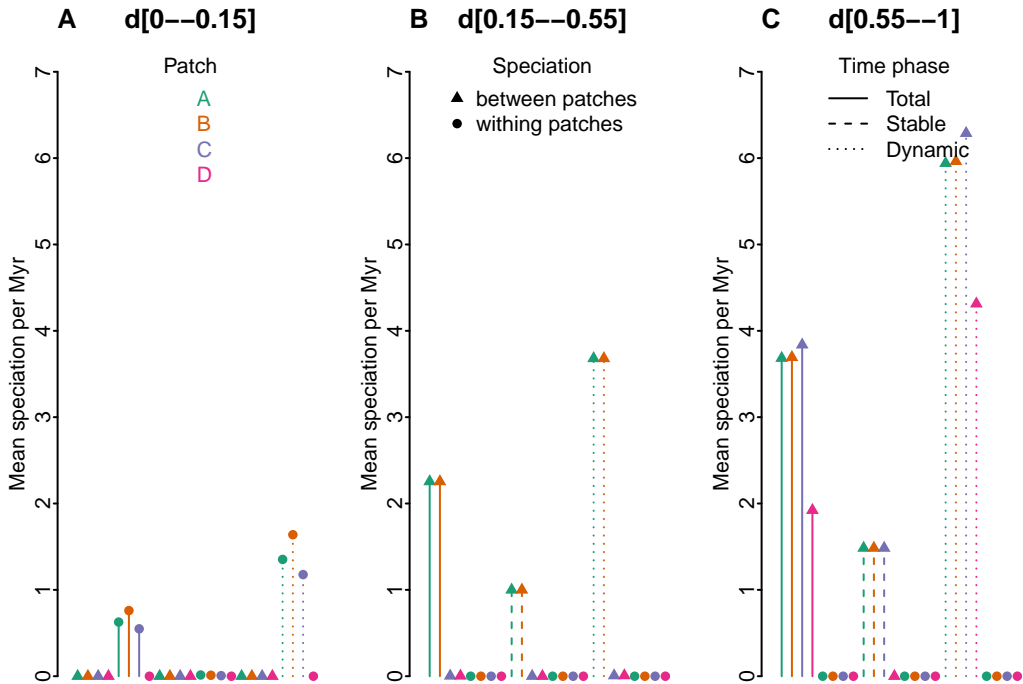 A d[0−−0.15]
Mean speciation per Myr
0 1 2 3 4 5 6 7
Patch
A
B
C
D
B d[0.15−−0.55]
Mean speciation per Myr
0 1 2 3 4 5 6 7
Speciation
between patches
withing patches
C d[0.55−−1]
Mean speciation per Myr
0 1 2 3 4 5 6 7
Time phase
Total
Stable
Dynamic